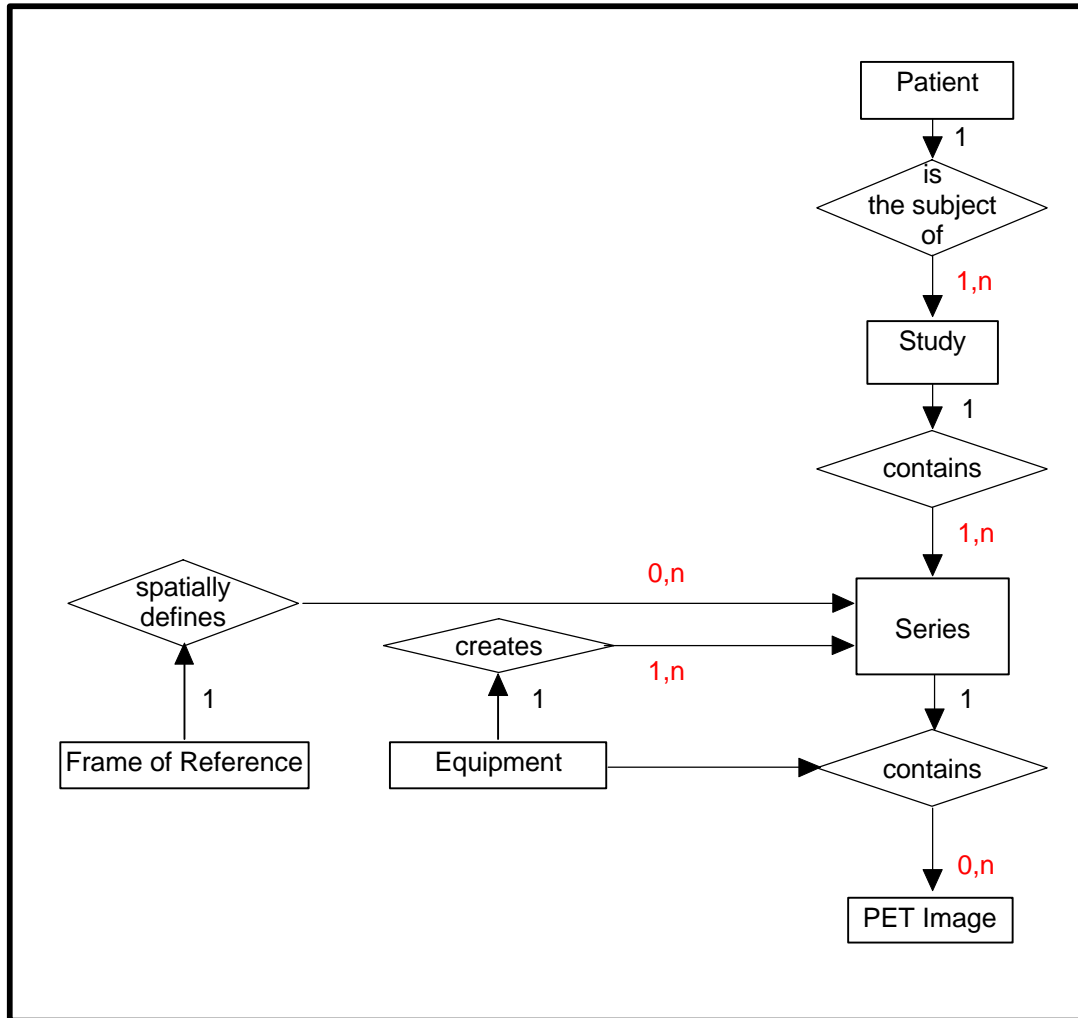 Patient
1
is
the subject
of
1,n
Study
1
contains
1,n
spatially
defines
0,n
Series
creates
1,n
1
1
1
Frame of Reference
Equipment
contains
0,n
PET Image